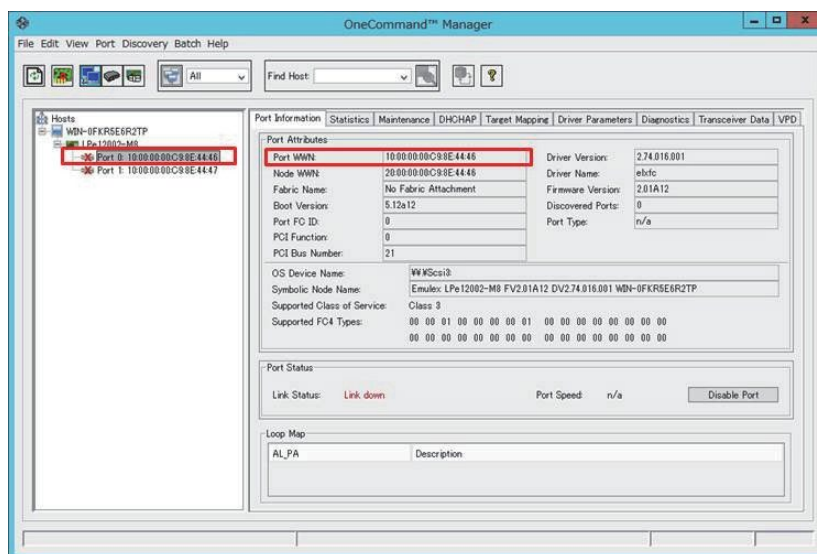 OneCommand™ Manager
File Edit View Port Discovery Batch Help
All
Find Host:
Hosts
WIN-0FKR5E6R2TP
LPe12002-M8
Port 0: 10:00:00:00:C9:8E:44:46
Port 1: 10:00:00:00:C9:8E:44:47
Port Information Statistics Maintenance DHCHAP Target Mapping Driver Parameters Diagnostics Transceiver Data VPD
Port Attributes
Port WWN: 10:00:00:00:C9:8E:44:46 Driver Version: 2.74.016.001
Node WWN: 20:00:00:00:C9:8E:44:46 Driver Name: elxfc
Fabric Name: No Fabric Attachment Firmware Version: 2.01A12
Boot Version: 5.12a12 Discovered Ports: 0
Port FC ID: 0 Port Type: n/a
PCI Function: 0
PCI Bus Number: 21
OS Device Name: ¥¥.¥Scsi3:
Symbolic Node Name: Emulex LPe12002-M8 FV2.01A12 DV2.74.016.001 WIN-0FKR5E6R2TP
Supported Class of Service: Class 3
Supported FC4 Types: 00 00 01 00 00 00 00 01 00 00 00 00 00 00 00 00
00 00 00 00 00 00 00 00 00 00 00 00 00 00 00 00
Port Status
Link Status: Link down Port Speed: n/a Disable Port
Loop Map
AL_PA Description